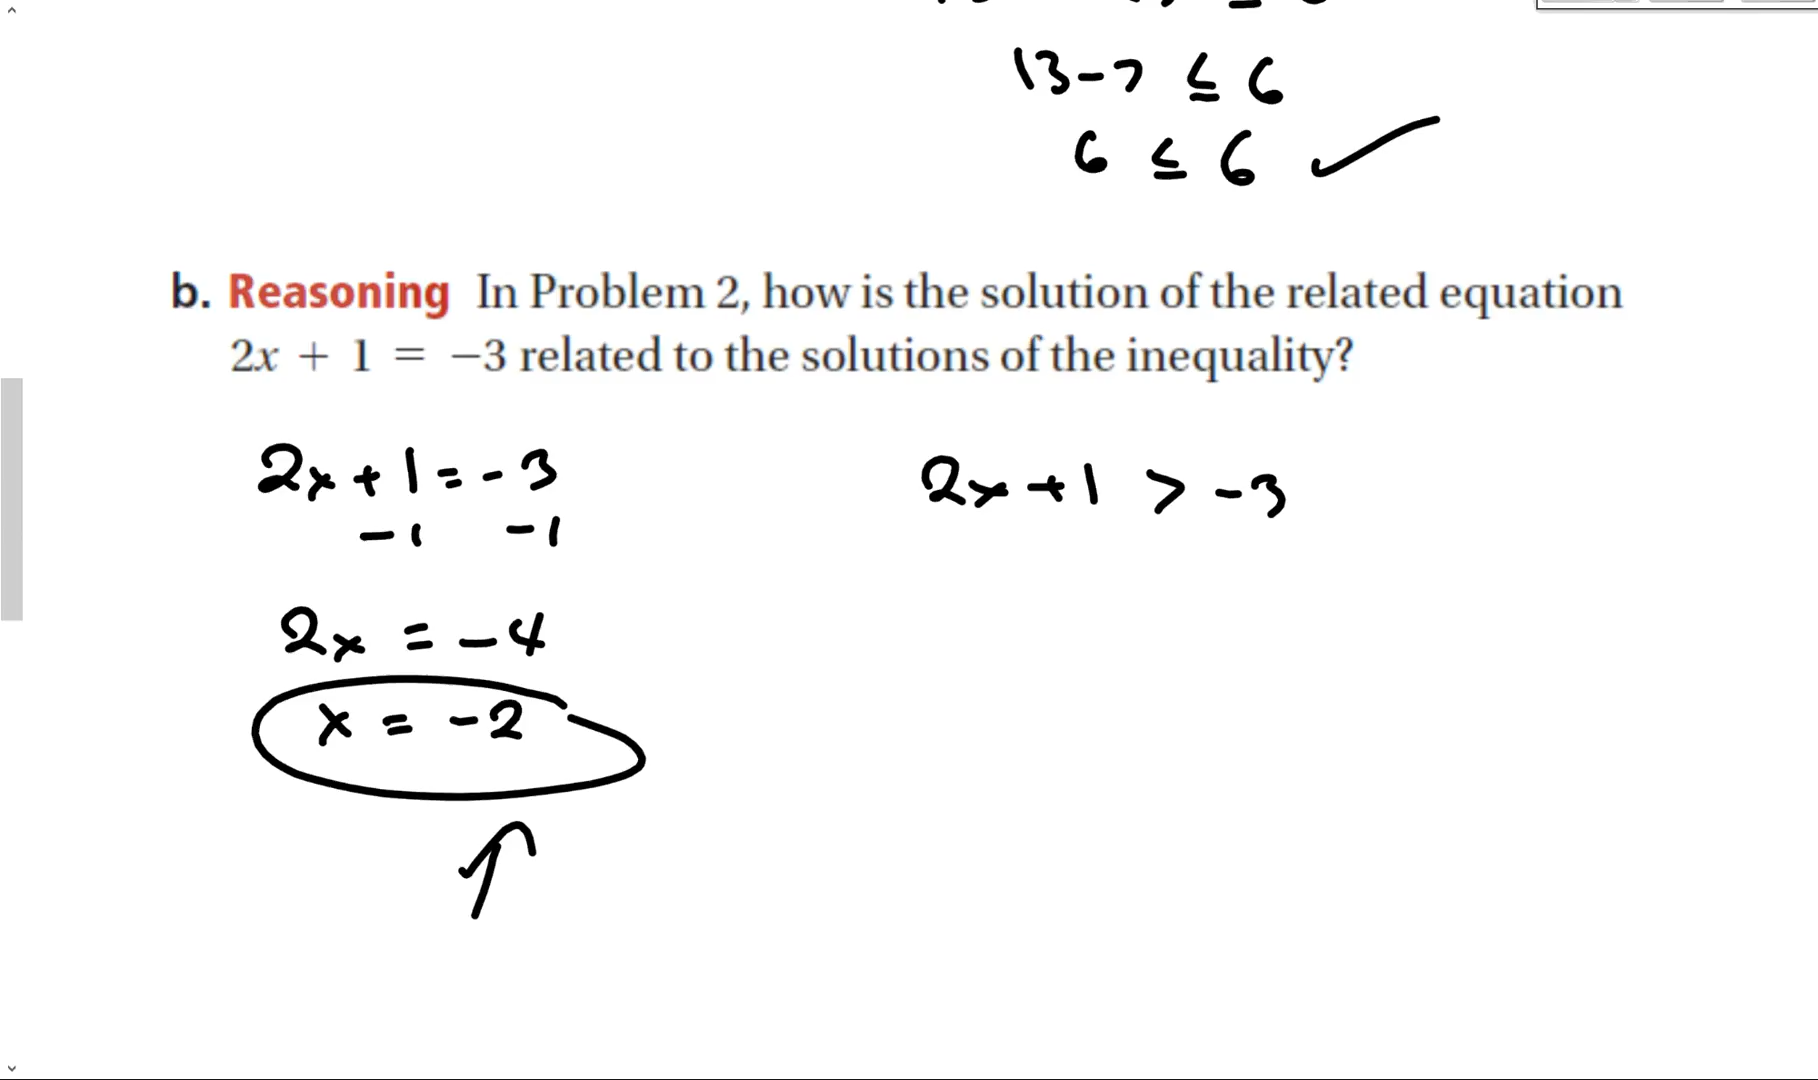 13-7 ≤ 6
6 ≤ 6 ✓
b. Reasoning In Problem 2, how is the solution of the related equation
2x + 1 = −3 related to the solutions of the inequality?
2x+1=-3
-1 -1
2x = -4
x = -2
2x+1 > -3